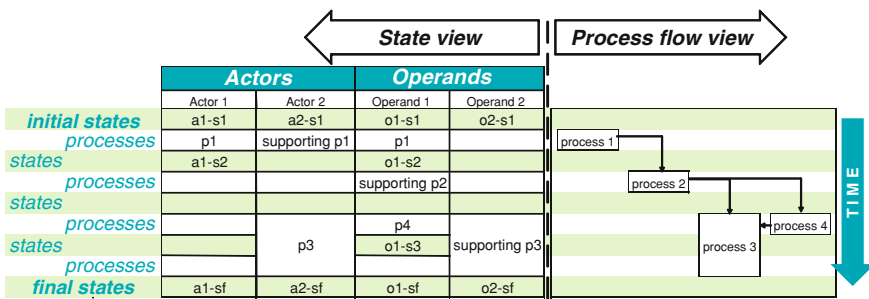 State view
Process flow view
Actors Operands
Actor 1 Actor 2 Operand 1 Operand 2
initial states a1-s1 a2-s1 o1-s1 o2-s1
processes p1 supporting p1 p1 process 1
states a1-s2 o1-s2
processes supporting p2 process 2
states
processes p4 process 4
states p3 o1-s3 supporting p3 process 3
processes
final states a1-sf a2-sf o1-sf o2-sf
TIME